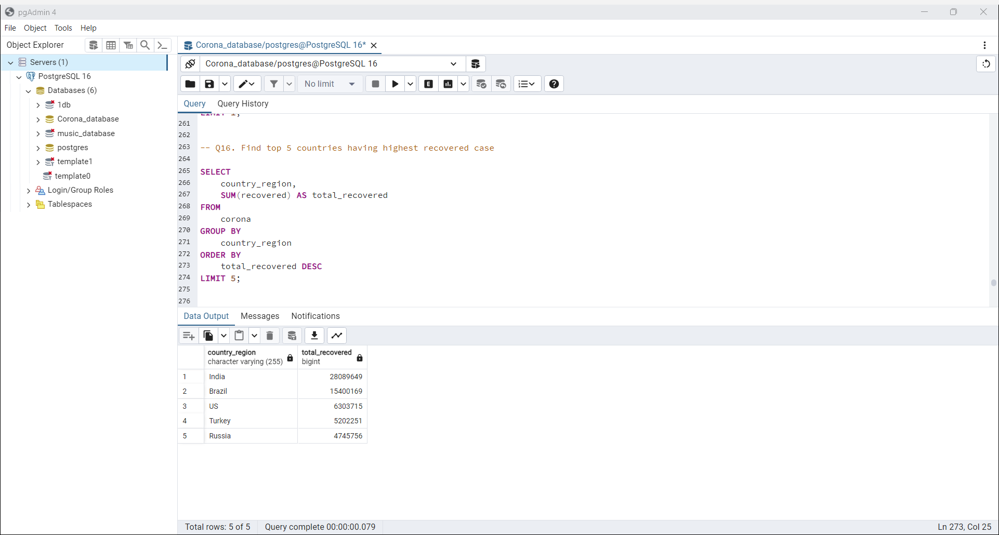 pgAdmin 4
File Object Tools Help
Object Explorer
Servers (1)
PostgreSQL 16
Databases (6)
1db
Corona_database
music_database
postgres
template1
template0
Login/Group Roles
Tablespaces
Corona_database/postgres@PostgreSQL 16*
Corona_database/postgres@PostgreSQL 16
No limit
E
Query Query History
LIMIT 1;
261
262
263 -- Q16. Find top 5 countries having highest recovered case
264
265 SELECT
266 country_region,
267 SUM(recovered) AS total_recovered
268 FROM
269 corona
270 GROUP BY
271 country_region
272 ORDER BY
273 total_recovered DESC
274 LIMIT 5;
275
276
Data Output Messages Notifications
country_region total_recovered
character varying (255) bigint
1 India 28089649
2 Brazil 15400169
3 US 6303715
4 Turkey 5202251
5 Russia 4745756
Total rows: 5 of 5 Query complete 00:00:00.079 Ln 273, Col 25